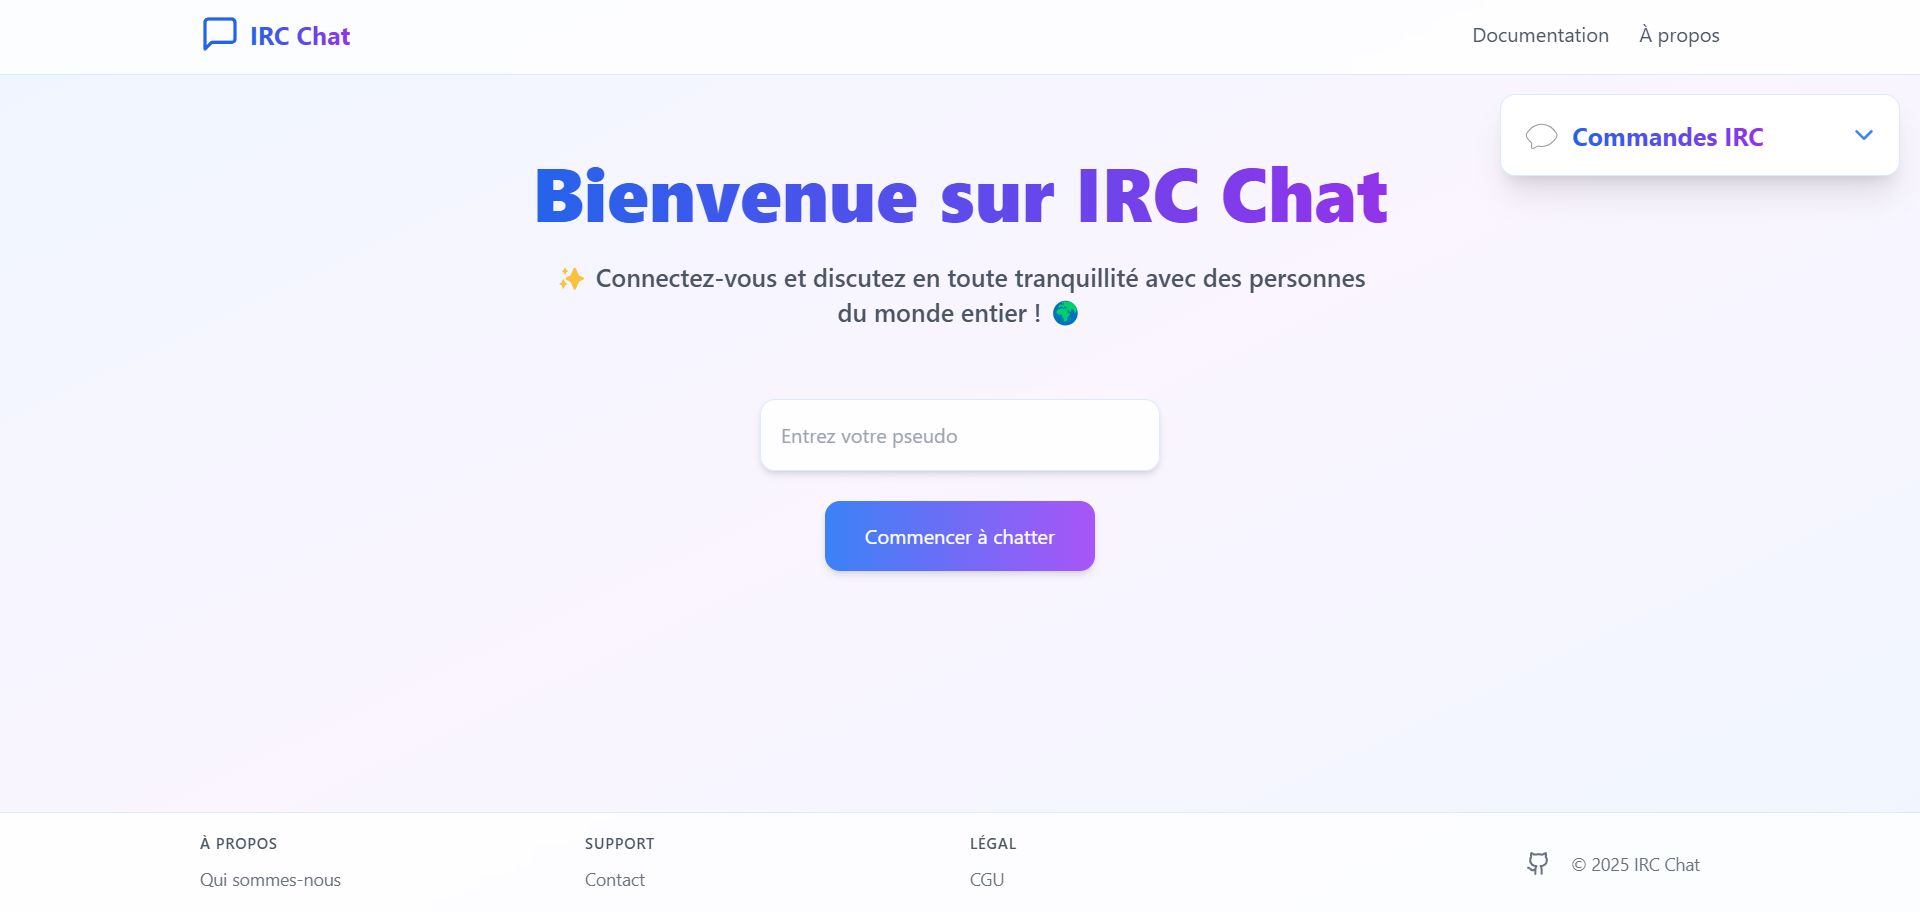 IRC Chat
Documentation
À propos
Commandes IRC
Bienvenue sur IRC Chat
✨ Connectez-vous et discutez en toute tranquillité avec des personnes
du monde entier ! 🌍
Entrez votre pseudo
Commencer à chatter
À PROPOS
Qui sommes-nous
SUPPORT
Contact
LÉGAL
CGU
© 2025 IRC Chat